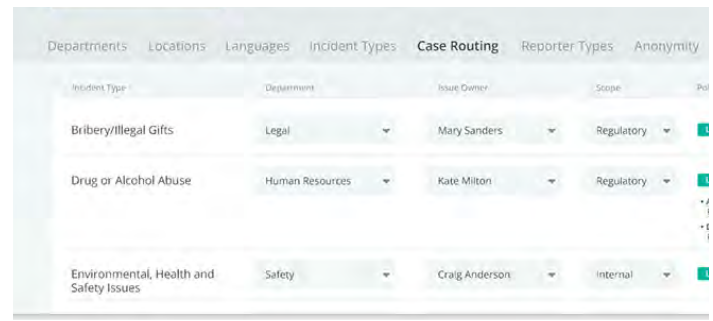 Departments Locations Languages Incident Types Case Routing Reporter Types Anonymity
Incident Type Department Issue Owner Scope
Bribery/Illegal Gifts Legal Mary Sanders Regulatory
Drug or Alcohol Abuse Human Resources Kate Milton Regulatory
Environmental, Health and Safety Craig Anderson Internal
Safety Issues